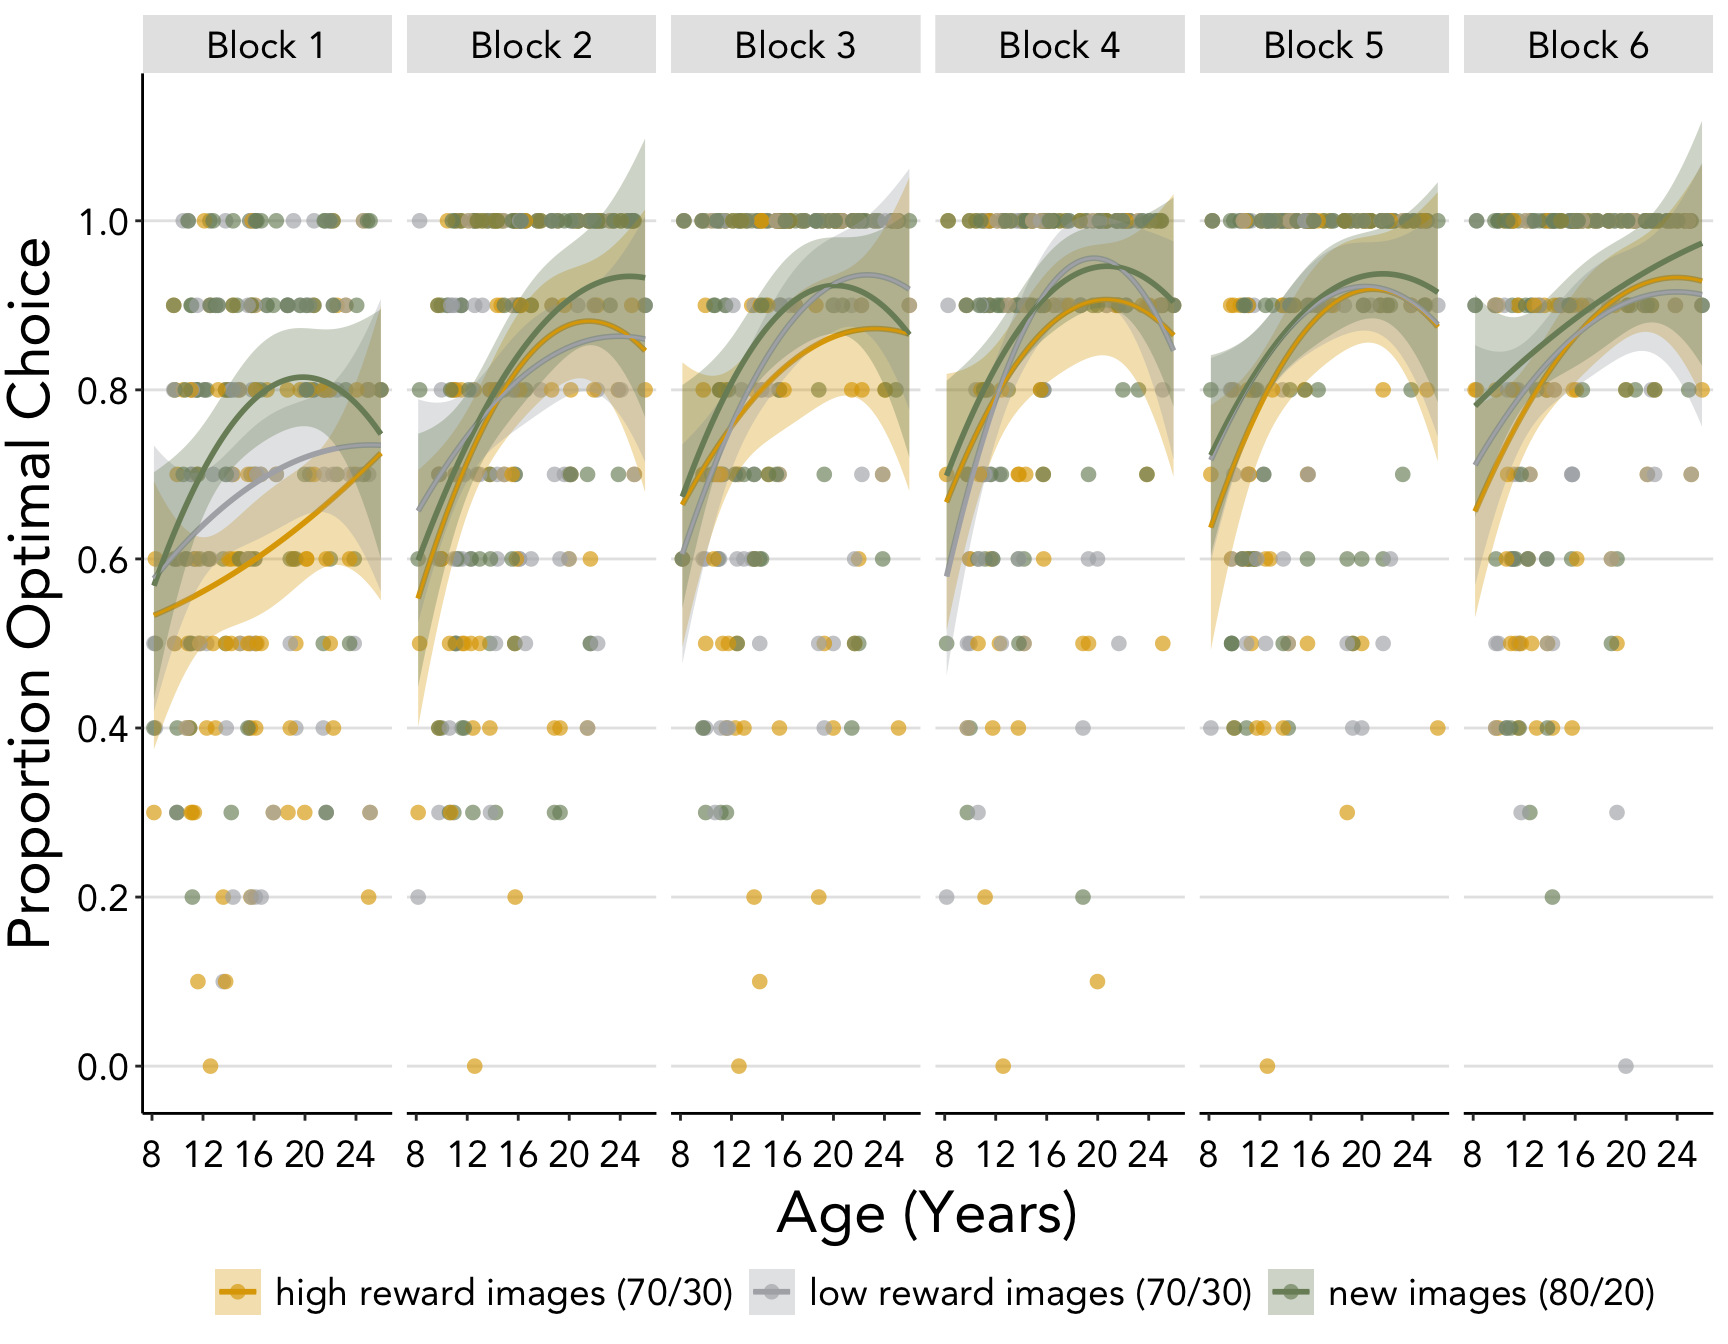 Block 1 Block 2 Block 3 Block 4 Block 5 Block 6
Proportion Optimal Choice
1.0
0.8
0.6
0.4
0.2
0.0
8 12 16 20 24 8 12 16 20 24 8 12 16 20 24 8 12 16 20 24 8 12 16 20 24 8 12 16 20 24
Age (Years)
high reward images (70/30) low reward images (70/30) new images (80/20)